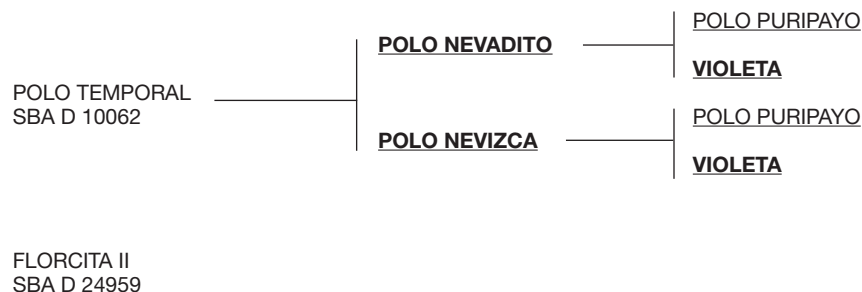 POLO PURIPAYO
POLO NEVADITO
VIOLETA
POLO TEMPORAL
SBA D 10062
POLO PURIPAYO
POLO NEVIZCA
VIOLETA
FLORCITA II
SBA D 24959